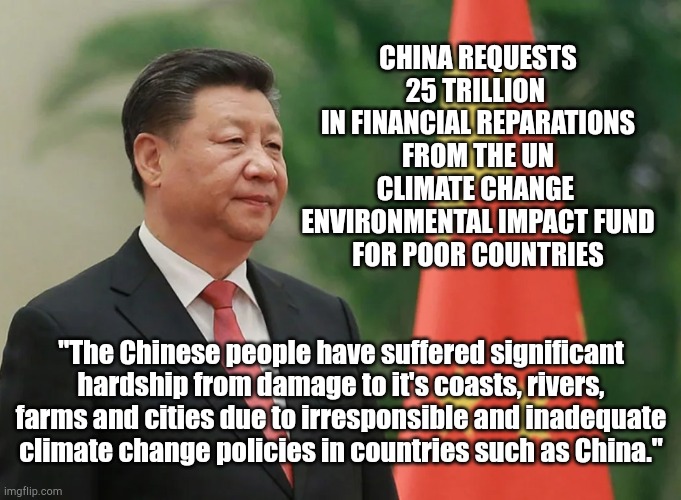 CHINA REQUESTS
25 TRILLION
IN FINANCIAL REPARATIONS
FROM THE UN
CLIMATE CHANGE
ENVIRONMENTAL IMPACT FUND
FOR POOR COUNTRIES
"The Chinese people have suffered significant
hardship from damage to it's coasts, rivers,
farms and cities due to irresponsible and inadequate
climate change policies in countries such as China."
imgflip.com